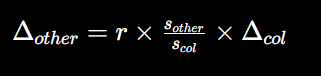 Δ_other = r × s_other/s_col × Δ_col